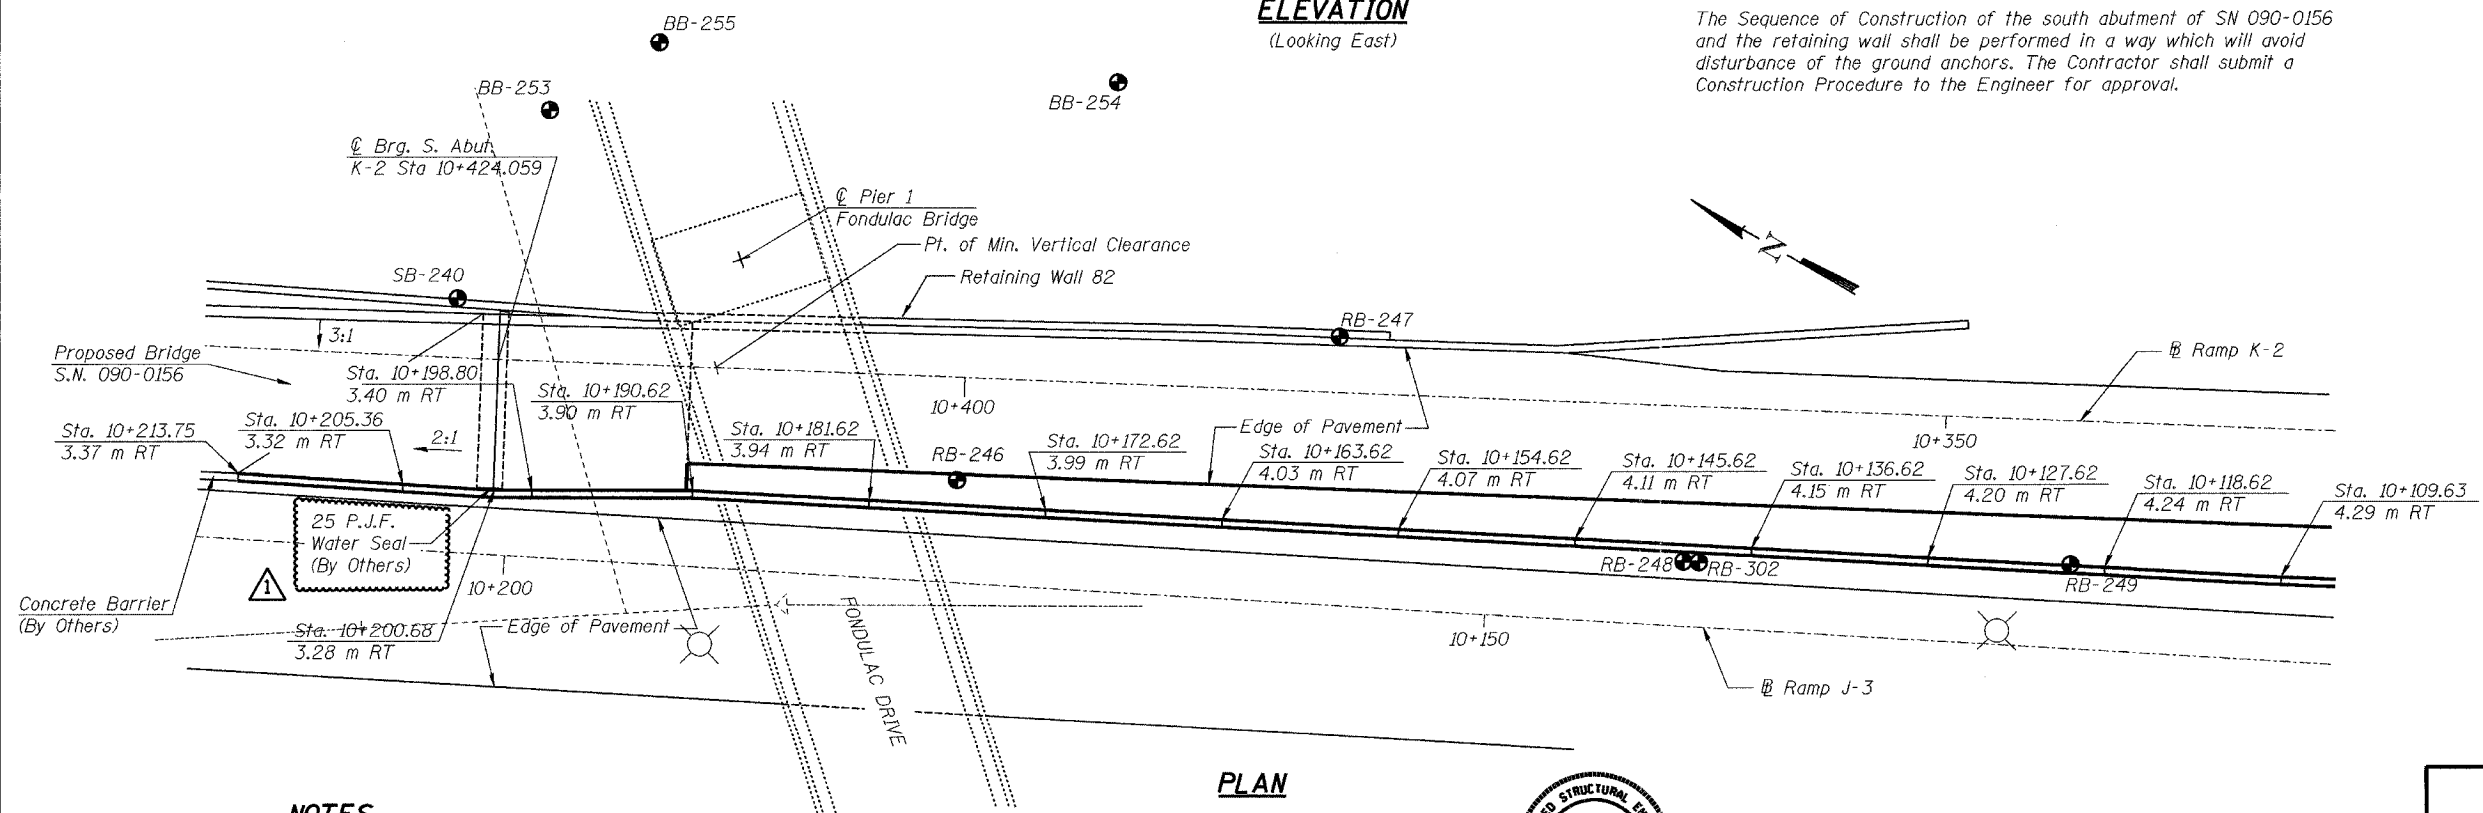 ELEVATION
(Looking East)
The Sequence of Construction of the south abutment of SN 090-0156
and the retaining wall shall be performed in a way which will avoid
disturbance of the ground anchors. The Contractor shall submit a
Construction Procedure to the Engineer for approval.
BB-255
BB-253
BB-254
℄ Brg. S. Abut.
K-2 Sta 10+424.059
℄ Pier 1
Fondulac Bridge
Pt. of Min. Vertical Clearance
Retaining Wall 82
N
SB-240
RB-247
3:1
Proposed Bridge
S.N. 090-0156
℄ Ramp K-2
Sta. 10+198.80
3.40 m RT
Sta. 10+190.62
3.90 m RT
10+400
10+350
Edge of Pavement
Sta. 10+213.75
3.37 m RT
Sta. 10+205.36
3.32 m RT
2:1
Sta. 10+181.62
3.94 m RT
RB-246
Sta. 10+172.62
3.99 m RT
Sta. 10+163.62
4.03 m RT
Sta. 10+154.62
4.07 m RT
Sta. 10+145.62
4.11 m RT
Sta. 10+136.62
4.15 m RT
Sta. 10+127.62
4.20 m RT
Sta. 10+118.62
4.24 m RT
Sta. 10+109.63
4.29 m RT
25 P.J.F.
Water Seal
(By Others)
1
RB-248
RB-302
RB-249
10+200
Concrete Barrier
(By Others)
Sta. 10+200.68
3.28 m RT
Edge of Pavement
FONDULAC DRIVE
10+150
℄ Ramp J-3
PLAN
NOTES
STRUCTURAL